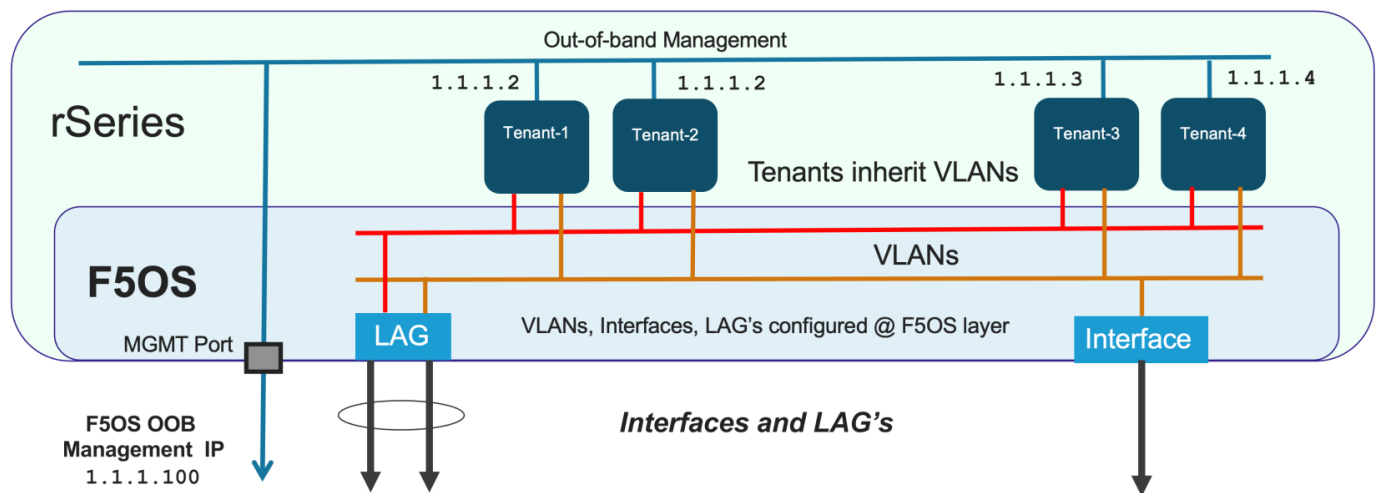 Out-of-band Management
1.1.1.2
1.1.1.2
1.1.1.3
1.1.1.4
rSeries
Tenant-1
Tenant-2
Tenant-3
Tenant-4
Tenants inherit VLANs
VLANs
F5OS
LAG
VLANs, Interfaces, LAG's configured @ F5OS layer
Interface
MGMT Port
Interfaces and LAG's
F5OS OOB
Management IP
1.1.1.100